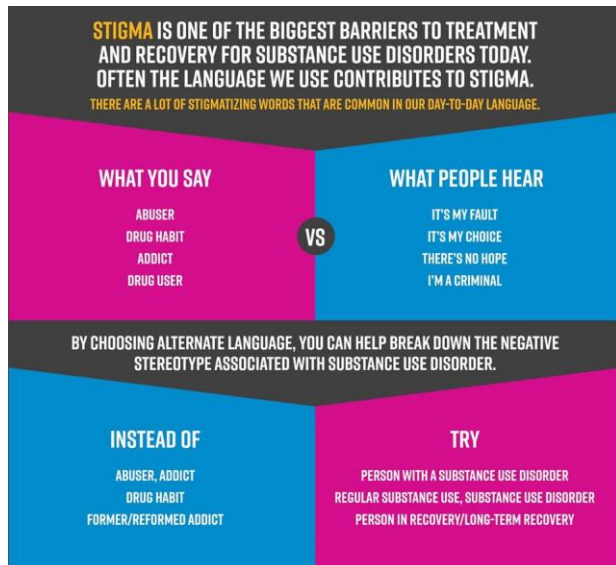 STIGMA IS ONE OF THE BIGGEST BARRIERS TO TREATMENT
AND RECOVERY FOR SUBSTANCE USE DISORDERS TODAY.
OFTEN THE LANGUAGE WE USE CONTRIBUTES TO STIGMA.
THERE ARE A LOT OF STIGMATIZING WORDS THAT ARE COMMON IN OUR DAY-TO-DAY LANGUAGE.
WHAT YOU SAY
ABUSER
DRUG HABIT
ADDICT
DRUG USER
VS
WHAT PEOPLE HEAR
IT'S MY FAULT
IT'S MY CHOICE
THERE'S NO HOPE
I'M A CRIMINAL
BY CHOOSING ALTERNATE LANGUAGE, YOU CAN HELP BREAK DOWN THE NEGATIVE
STEREOTYPE ASSOCIATED WITH SUBSTANCE USE DISORDER.
INSTEAD OF
ABUSER, ADDICT
DRUG HABIT
FORMER/REFORMED ADDICT
TRY
PERSON WITH A SUBSTANCE USE DISORDER
REGULAR SUBSTANCE USE, SUBSTANCE USE DISORDER
PERSON IN RECOVERY/LONG-TERM RECOVERY